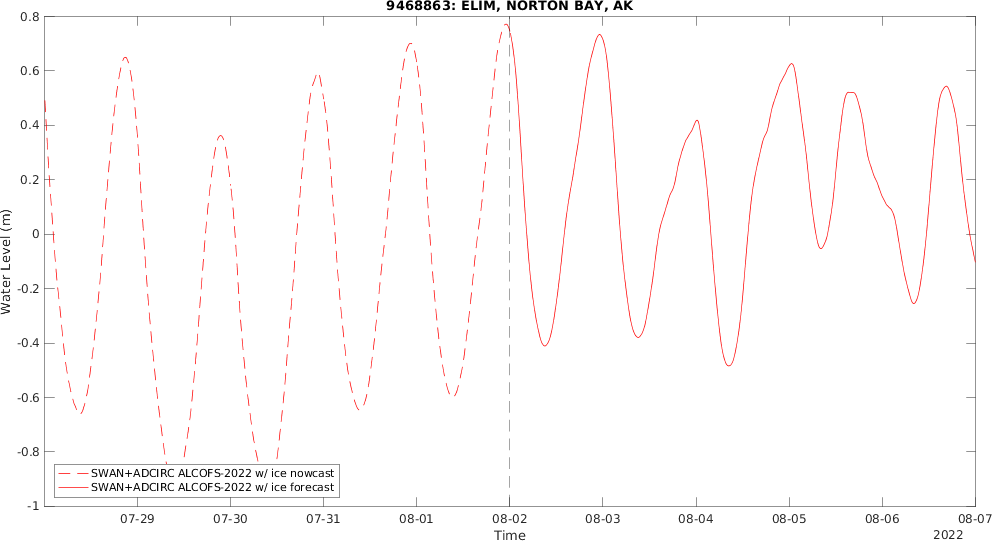 9468863: ELIM, NORTON BAY, AK
Water Level (m)
0.8
0.6
0.4
0.2
0
-0.2
-0.4
-0.6
-0.8
-1
SWAN+ADCIRC ALCOFS-2022 w/ ice nowcast
SWAN+ADCIRC ALCOFS-2022 w/ ice forecast
07-29 07-30 07-31 08-01 08-02 08-03 08-04 08-05 08-06 08-07
Time
2022